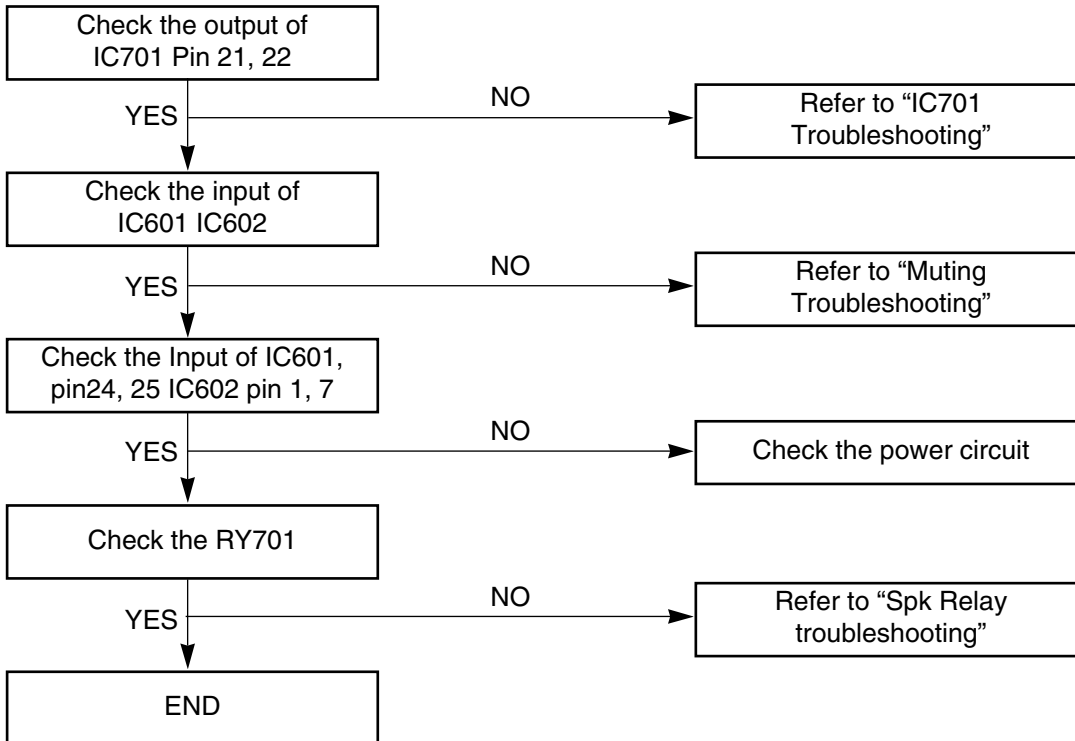 Check the output of
IC701 Pin 21, 22
YES
NO
Refer to “IC701
Troubleshooting”
Check the input of
IC601 IC602
YES
NO
Refer to “Muting
Troubleshooting”
Check the Input of IC601,
pin24, 25 IC602 pin 1, 7
YES
NO
Check the power circuit
Check the RY701
YES
NO
Refer to “Spk Relay
troubleshooting”
END